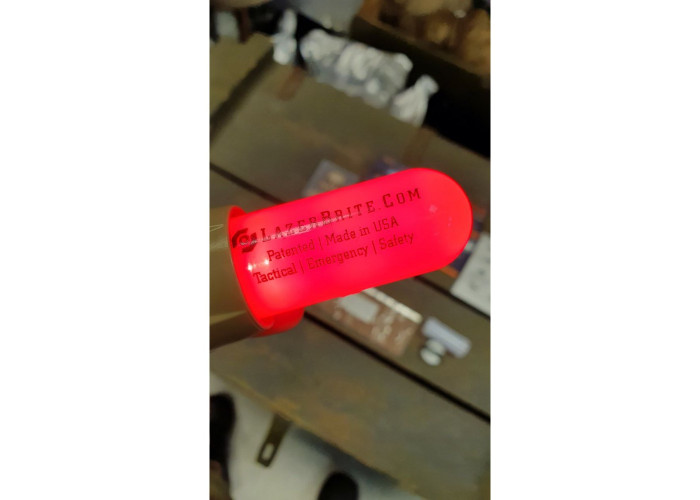 LazerBrite.Com
Patented | Made in USA
Tactical | Emergency | Safety